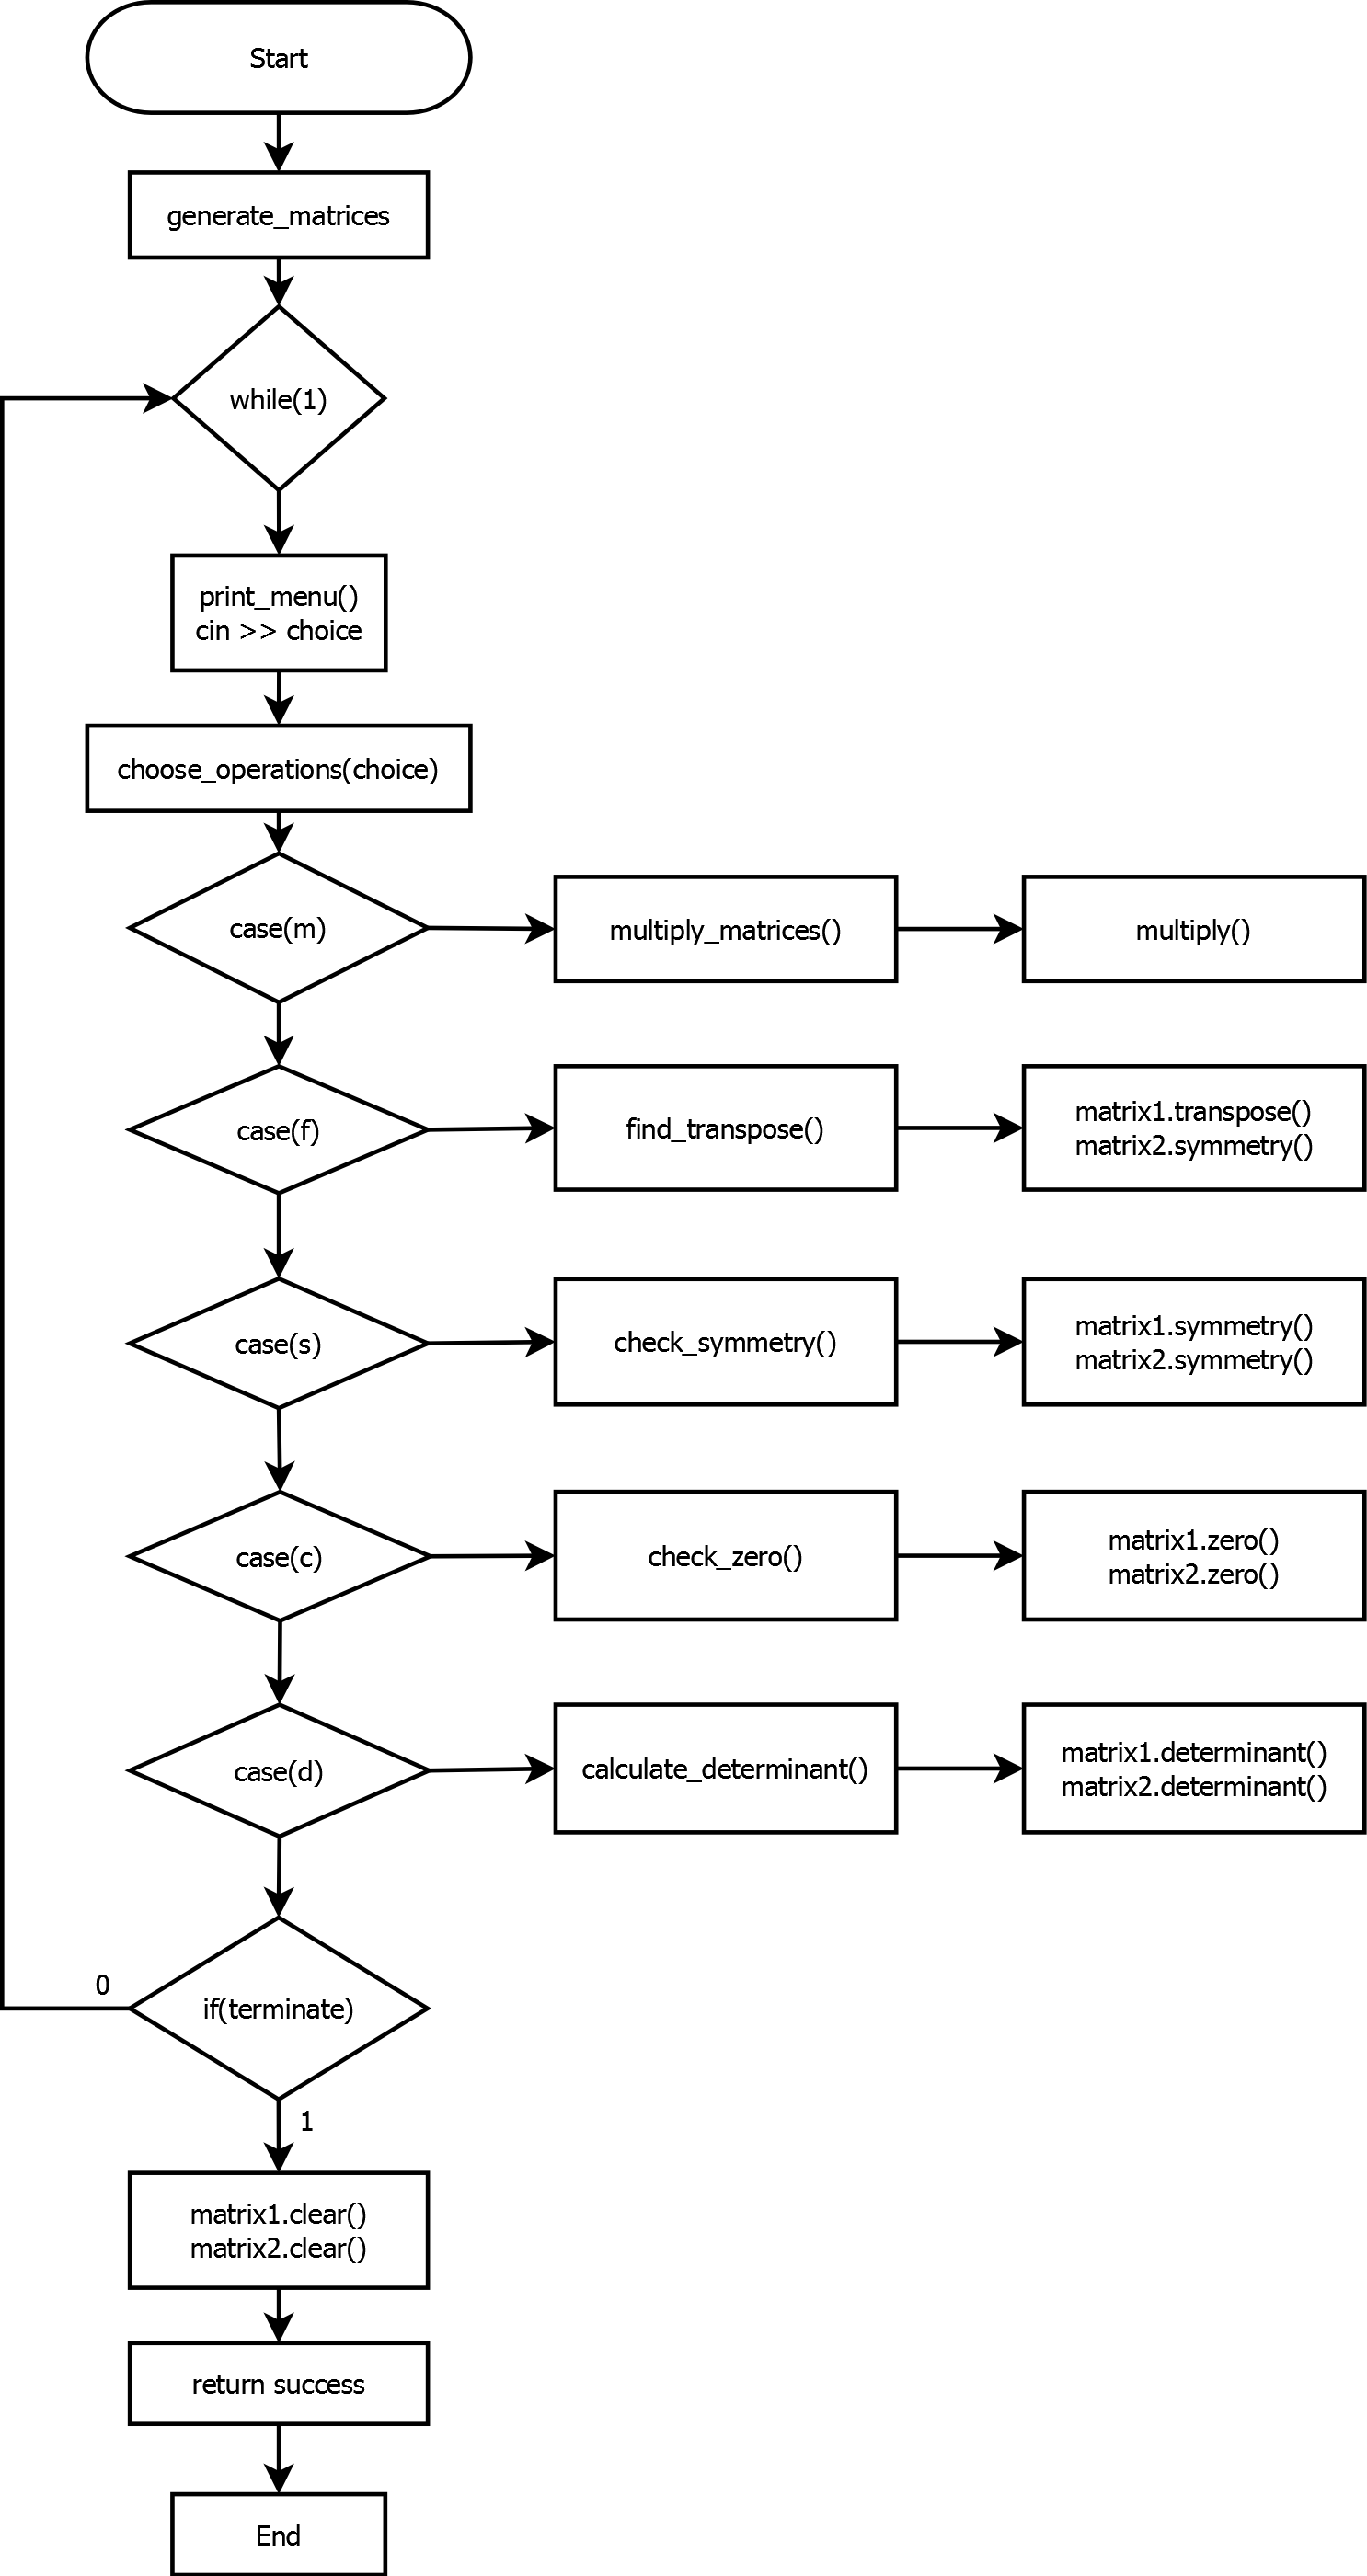 Start
generate_matrices
while(1)
print_menu()
cin >> choice
choose_operations(choice)
case(m)
multiply_matrices()
multiply()
case(f)
find_transpose()
matrix1.transpose()
matrix2.symmetry()
case(s)
check_symmetry()
matrix1.symmetry()
matrix2.symmetry()
case(c)
check_zero()
matrix1.zero()
matrix2.zero()
case(d)
calculate_determinant()
matrix1.determinant()
matrix2.determinant()
0
if(terminate)
1
matrix1.clear()
matrix2.clear()
return success
End